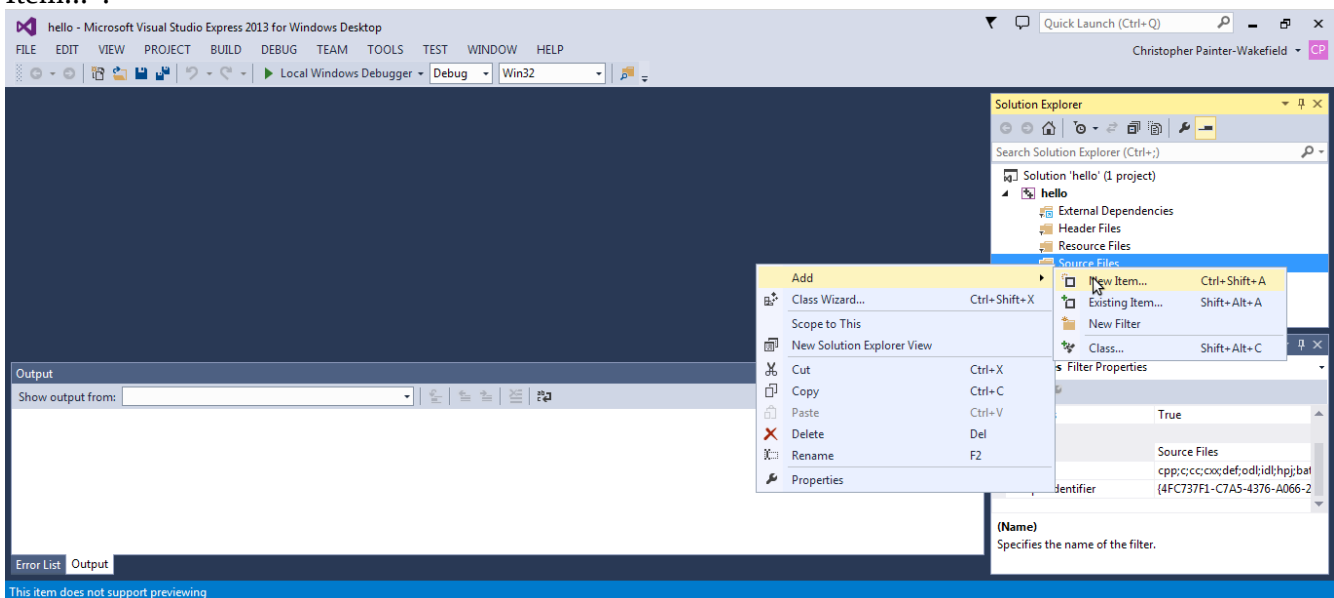 Item... .
hello - Microsoft Visual Studio Express 2013 for Windows Desktop
Quick Launch (Ctrl+Q)
FILE EDIT VIEW PROJECT BUILD DEBUG TEAM TOOLS TEST WINDOW HELP
Christopher Painter-Wakefield CP
Local Windows Debugger Debug Win32
Solution Explorer
Search Solution Explorer (Ctrl+;)
Solution 'hello' (1 project)
hello
External Dependencies
Header Files
Resource Files
Source Files
Add
Class Wizard... Ctrl+Shift+X
Scope to This
New Solution Explorer View
Cut Ctrl+X
Copy Ctrl+C
Paste Ctrl+V
Delete Del
Rename F2
Properties
New Item... Ctrl+Shift+A
Existing Item... Shift+Alt+A
New Filter
Class... Shift+Alt+C
Filter Properties
True
Source Files
cpp;c;cc;cxx;def;odl;idl;hpj;bat
{4FC737F1-C7A5-4376-A066-2
(Name)
Specifies the name of the filter.
Output
Show output from:
Error List Output
This item does not support previewing